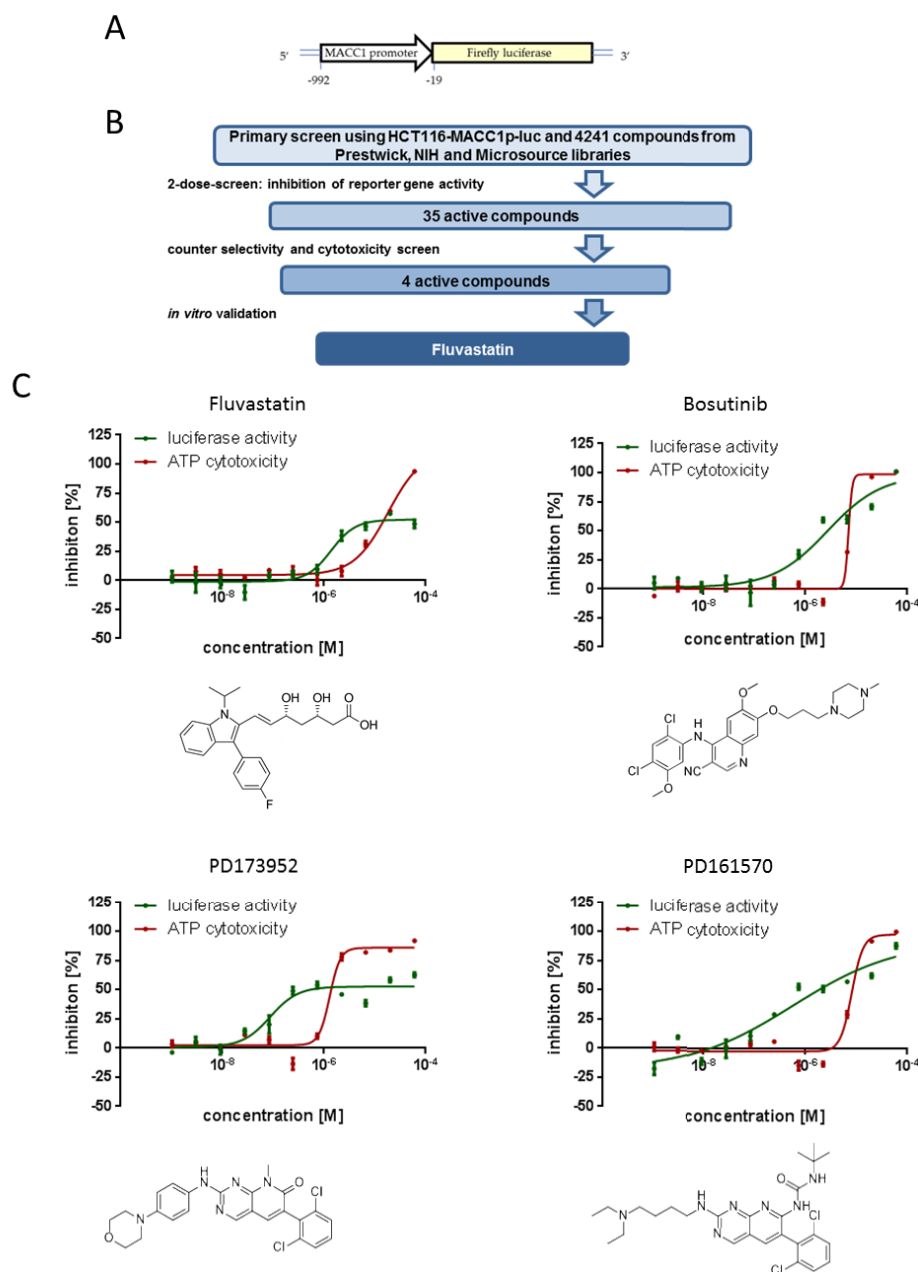 A
5′ MACC1 promoter Firefly luciferase 3′
-992 -19
B
Primary screen using HCT116-MACC1p-luc and 4241 compounds from
Prestwick, NIH and Microsource libraries
2-dose-screen: inhibition of reporter gene activity
35 active compounds
counter selectivity and cytotoxicity screen
4 active compounds
in vitro validation
Fluvastatin
C
Fluvastatin
125
100
75
50
25
0
-25
-50
inhibiton [%]
luciferase activity
ATP cytotoxicity
10-8 10-6 10-4
concentration [M]
N
OH OH O
OH
F
Bosutinib
125
100
75
50
25
0
-25
-50
inhibiton [%]
luciferase activity
ATP cytotoxicity
10-8 10-6 10-4
concentration [M]
Cl
HN
O
O
N
N
Cl
O
NC
N
PD173952
125
100
75
50
25
0
-25
-50
inhibiton [%]
luciferase activity
ATP cytotoxicity
10-8 10-6 10-4
concentration [M]
H
N
N
N
N
O
Cl
N
O
Cl
PD161570
125
100
75
50
25
0
-25
-50
inhibiton [%]
luciferase activity
ATP cytotoxicity
10-8 10-6 10-4
concentration [M]
O
NH
H
N
N
N
NH
Cl
N
N
Cl